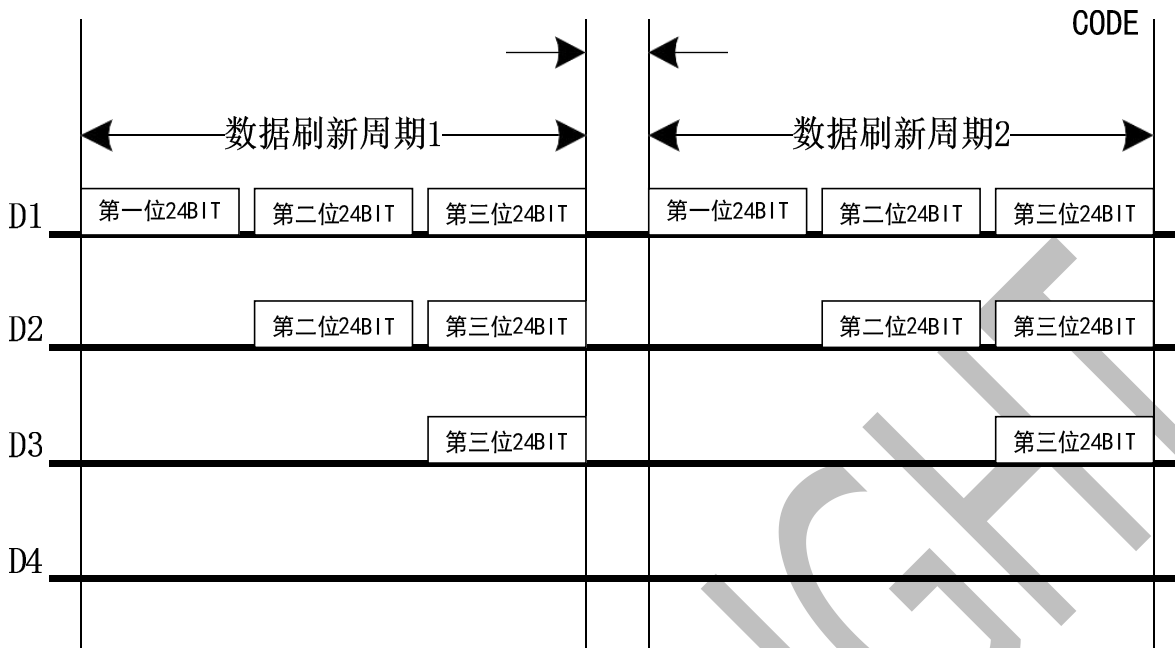 CODE
数据刷新周期1 数据刷新周期2
D1 第一位24BIT 第二位24BIT 第三位24BIT 第一位24BIT 第二位24BIT 第三位24BIT
D2 第二位24BIT 第三位24BIT 第二位24BIT 第三位24BIT
D3 第三位24BIT 第三位24BIT
D4